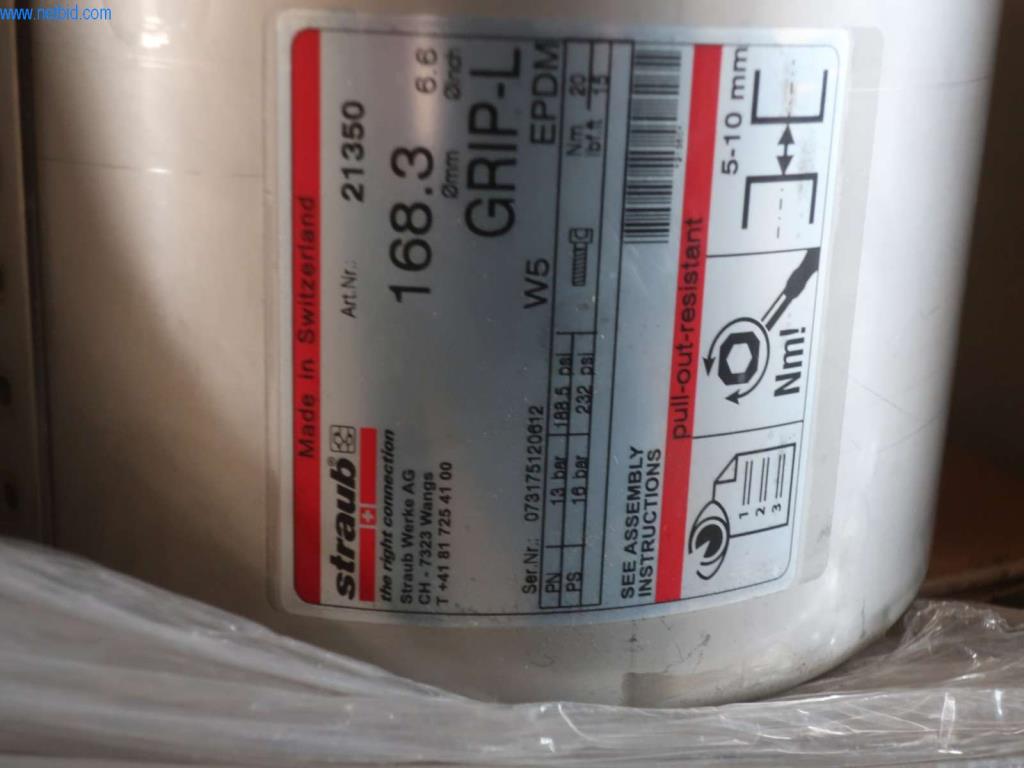 www.netbid.com
Made in Switzerland
straub®
the right connection
Straub Werke AG
CH - 7323 Wangs
T +41 81 725 41 00
Art.Nr.: 21350
168.3 6.6
Ømm Øinch
GRIP-L
W5 EPDM
Ser.Nr.: 073175120612
PN 13 bar 188.5 psi Nm 20
PS 16 bar 232 psi lbf ft 15
SEE ASSEMBLY
INSTRUCTIONS
pull-out-resistant
1
2
3
Nm!
5-10 mm